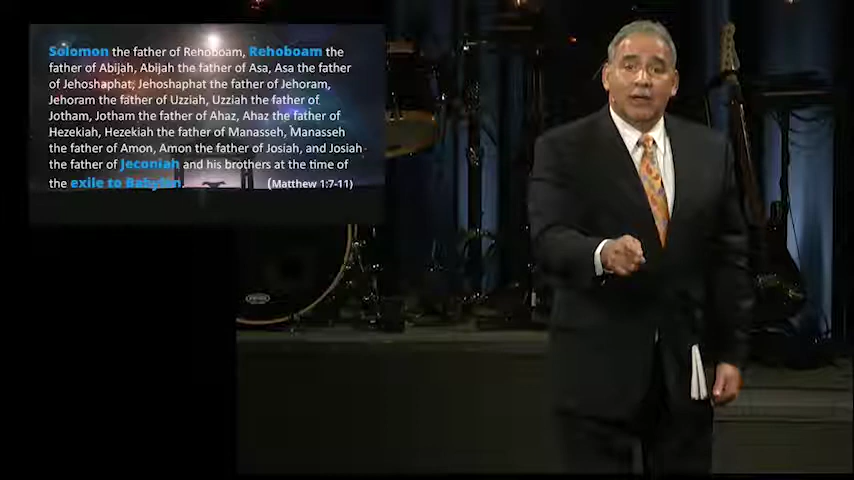 Solomon the father of Rehoboam, Rehoboam the
father of Abijah, Abijah the father of Asa, Asa the father
of Jehoshaphat, Jehoshaphat the father of Jehoram,
Jehoram the father of Uzziah, Uzziah the father of
Jotham, Jotham the father of Ahaz, Ahaz the father of
Hezekiah, Hezekiah the father of Manasseh, Manasseh
the father of Amon, Amon the father of Josiah, and Josiah
the father of Jeconiah and his brothers at the time of
the exile to Babylon. (Matthew 1:7-11)